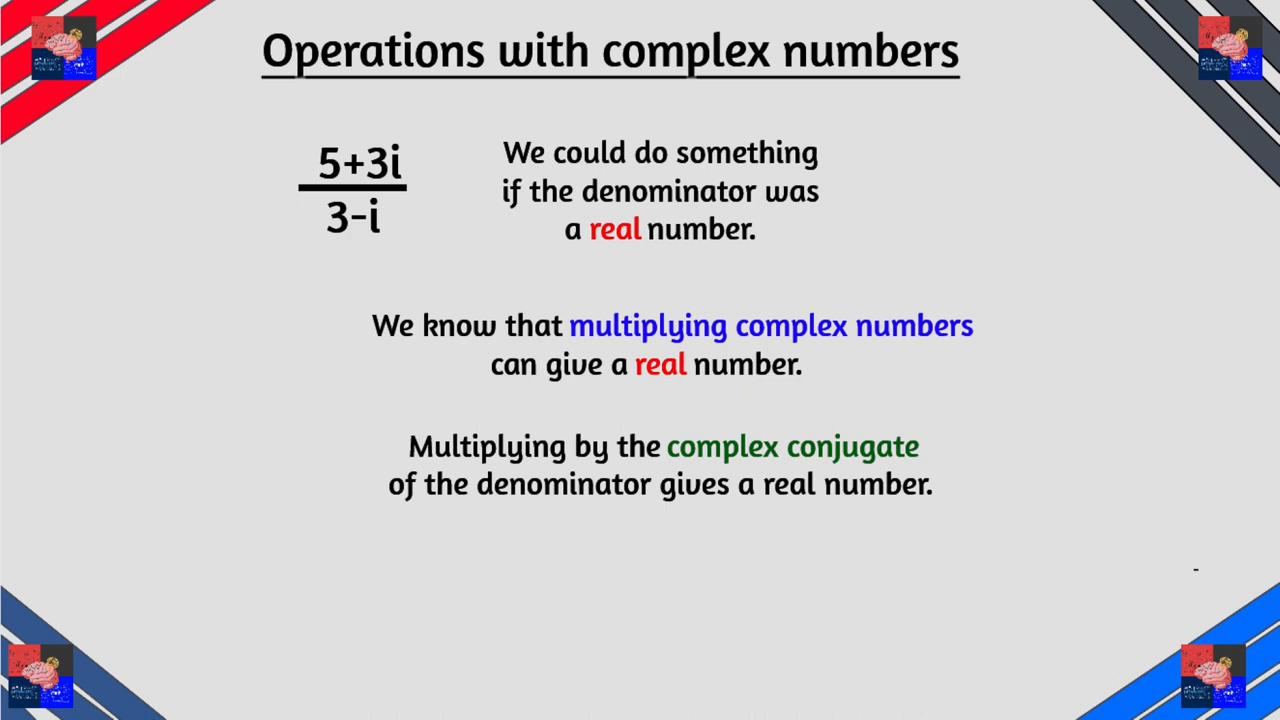 Operations with complex numbers
5+3i
3-i
We could do something
if the denominator was
a real number.
We know that multiplying complex numbers
can give a real number.
Multiplying by the complex conjugate
of the denominator gives a real number.
-